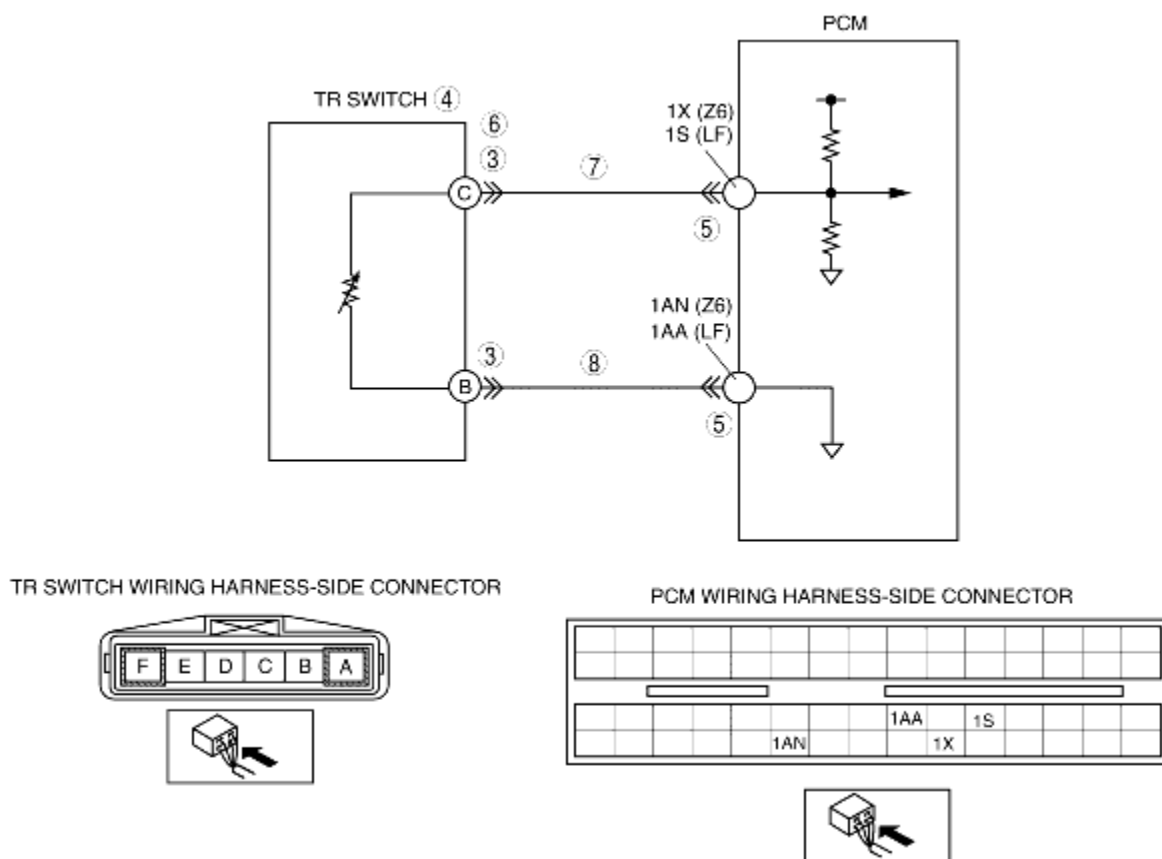 PCM
TR SWITCH ④
⑥
1X (Z6)
1S (LF)
③
⑦
C
⑤
1AN (Z6)
1AA (LF)
③
⑧
B
⑤
TR SWITCH WIRING HARNESS-SIDE CONNECTOR
F E D C B A
PCM WIRING HARNESS-SIDE CONNECTOR
1AA 1S
1AN 1X